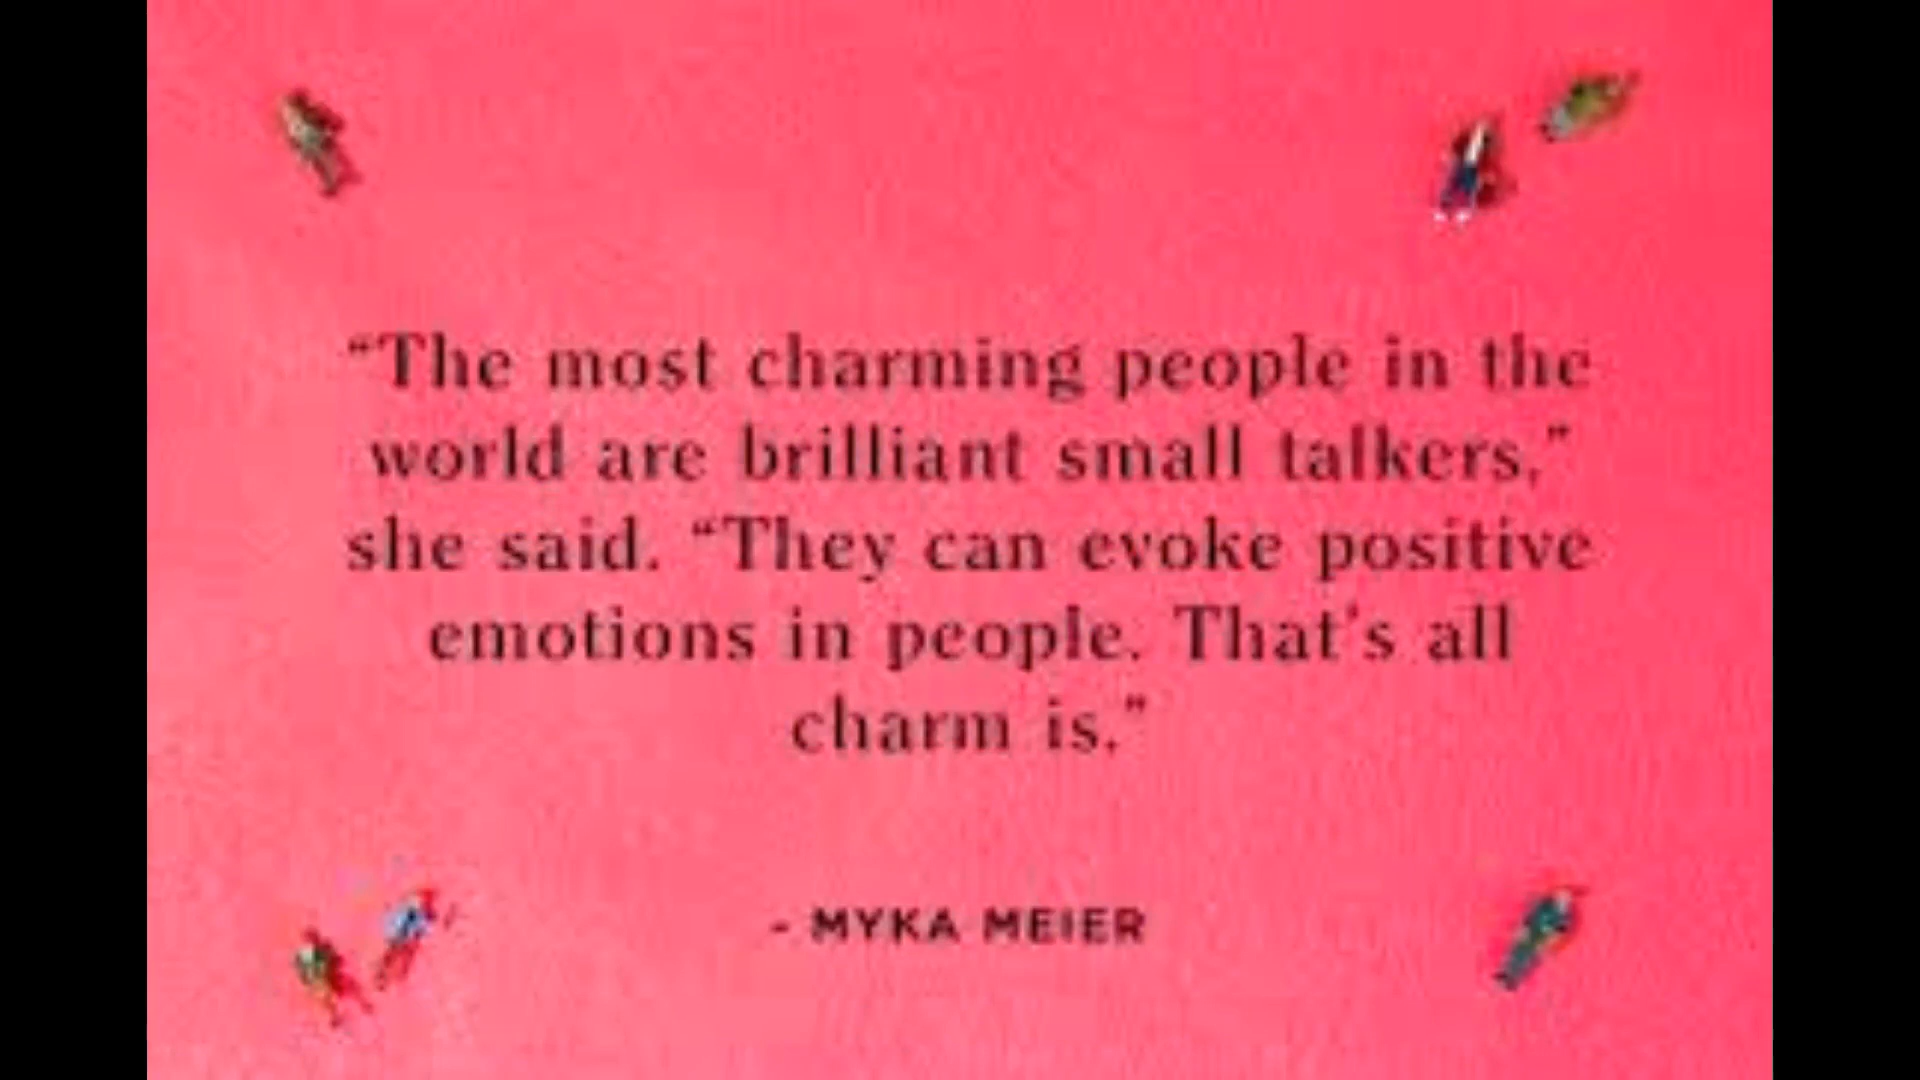 “The most charming people in the
world are brilliant small talkers,”
she said. “They can evoke positive
emotions in people. That's all
charm is.”
- MYKA MEIER